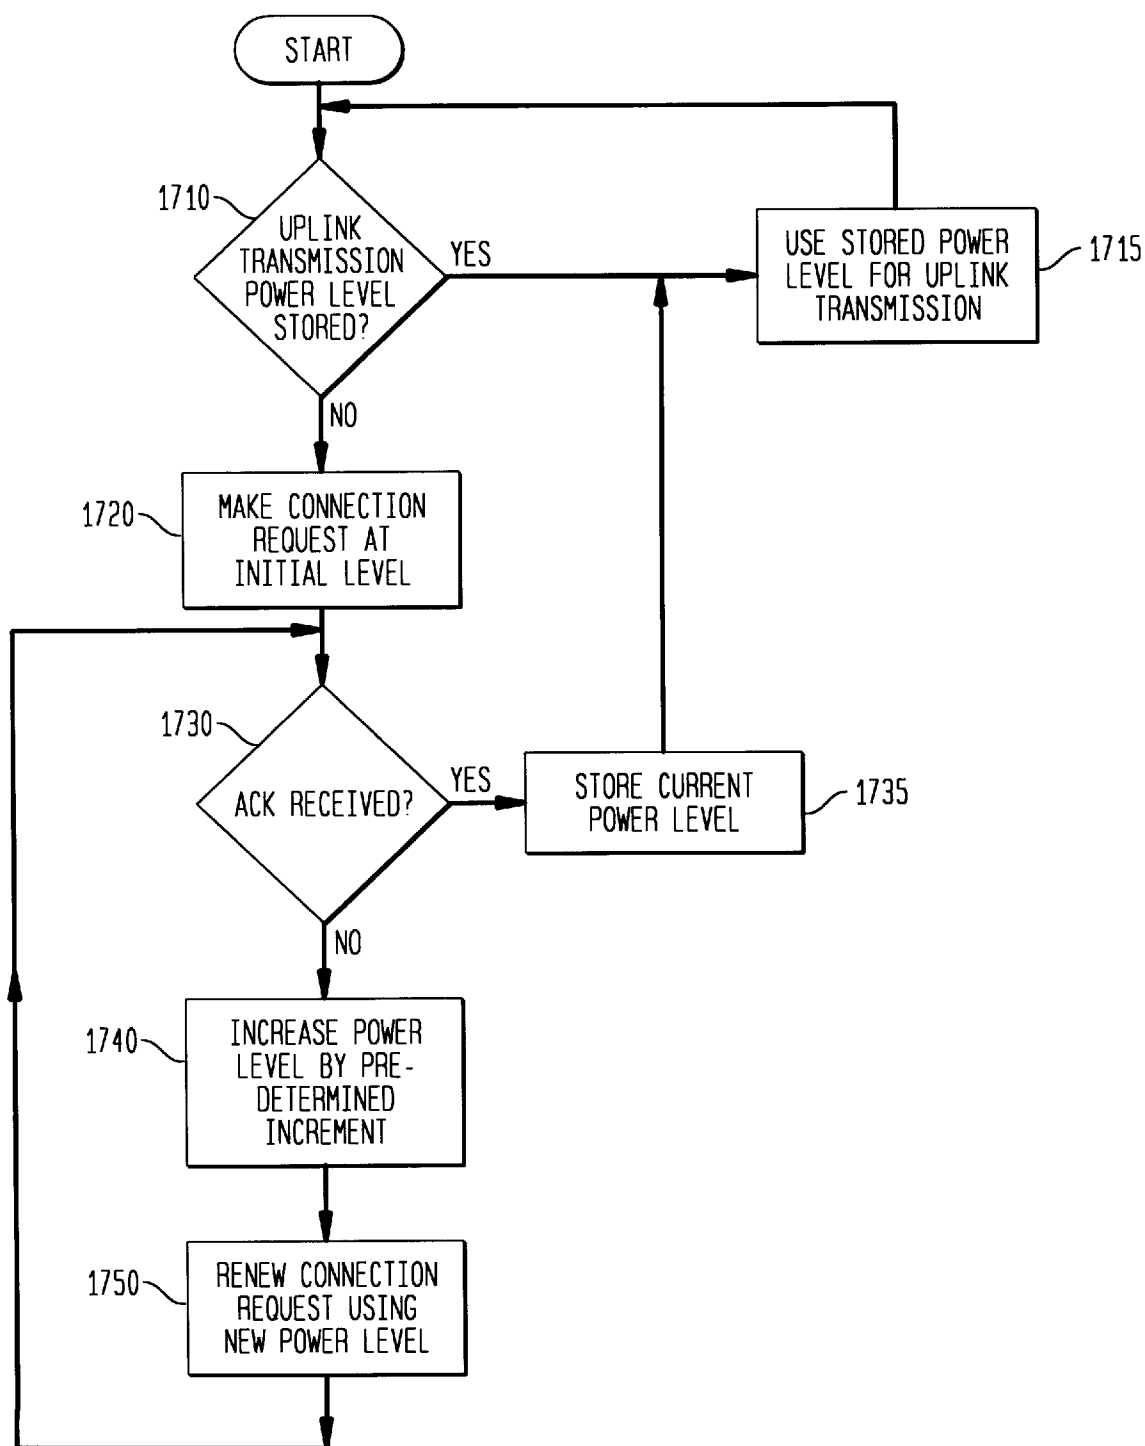 START
1710
UPLINK
TRANSMISSION
POWER LEVEL
STORED?
YES
USE STORED POWER
LEVEL FOR UPLINK
TRANSMISSION
1715
NO
1720
MAKE CONNECTION
REQUEST AT
INITIAL LEVEL
1730
ACK RECEIVED?
YES
STORE CURRENT
POWER LEVEL
1735
NO
1740
INCREASE POWER
LEVEL BY PRE-
DETERMINED
INCREMENT
1750
RENEW CONNECTION
REQUEST USING
NEW POWER LEVEL